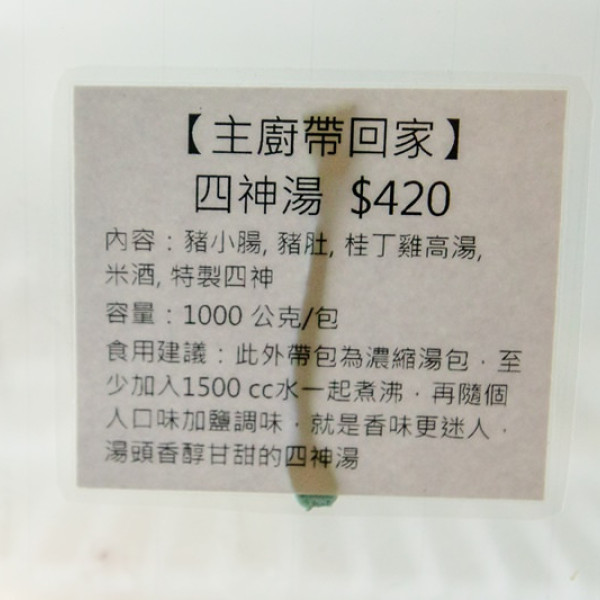 【主廚帶回家】
四神湯 $420
內容：豬小腸, 豬肚, 桂丁雞高湯,
米酒, 特製四神
容量：1000 公克/包
食用建議：此外帶包為濃縮湯包．至
少加入1500 cc水一起煮沸．再隨個
人口味加鹽調味．就是香味更迷人．
湯頭香醇甘甜的四神湯